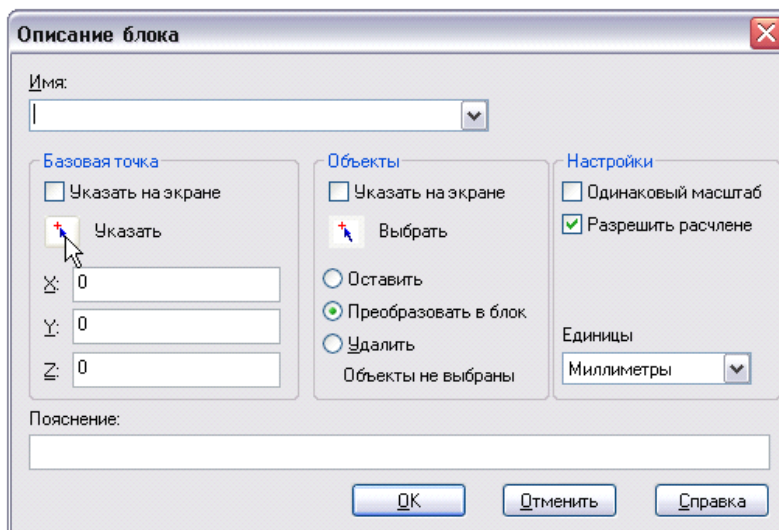 Описание блока
Имя:
Базовая точка
Указать на экране
Указать
X: 0
Y: 0
Z: 0
Объекты
Указать на экране
Выбрать
Оставить
Преобразовать в блок
Удалить
Объекты не выбраны
Настройки
Одинаковый масштаб
Разрешить расчлене
Единицы
Миллиметры
Пояснение:
OK
Отменить
Справка